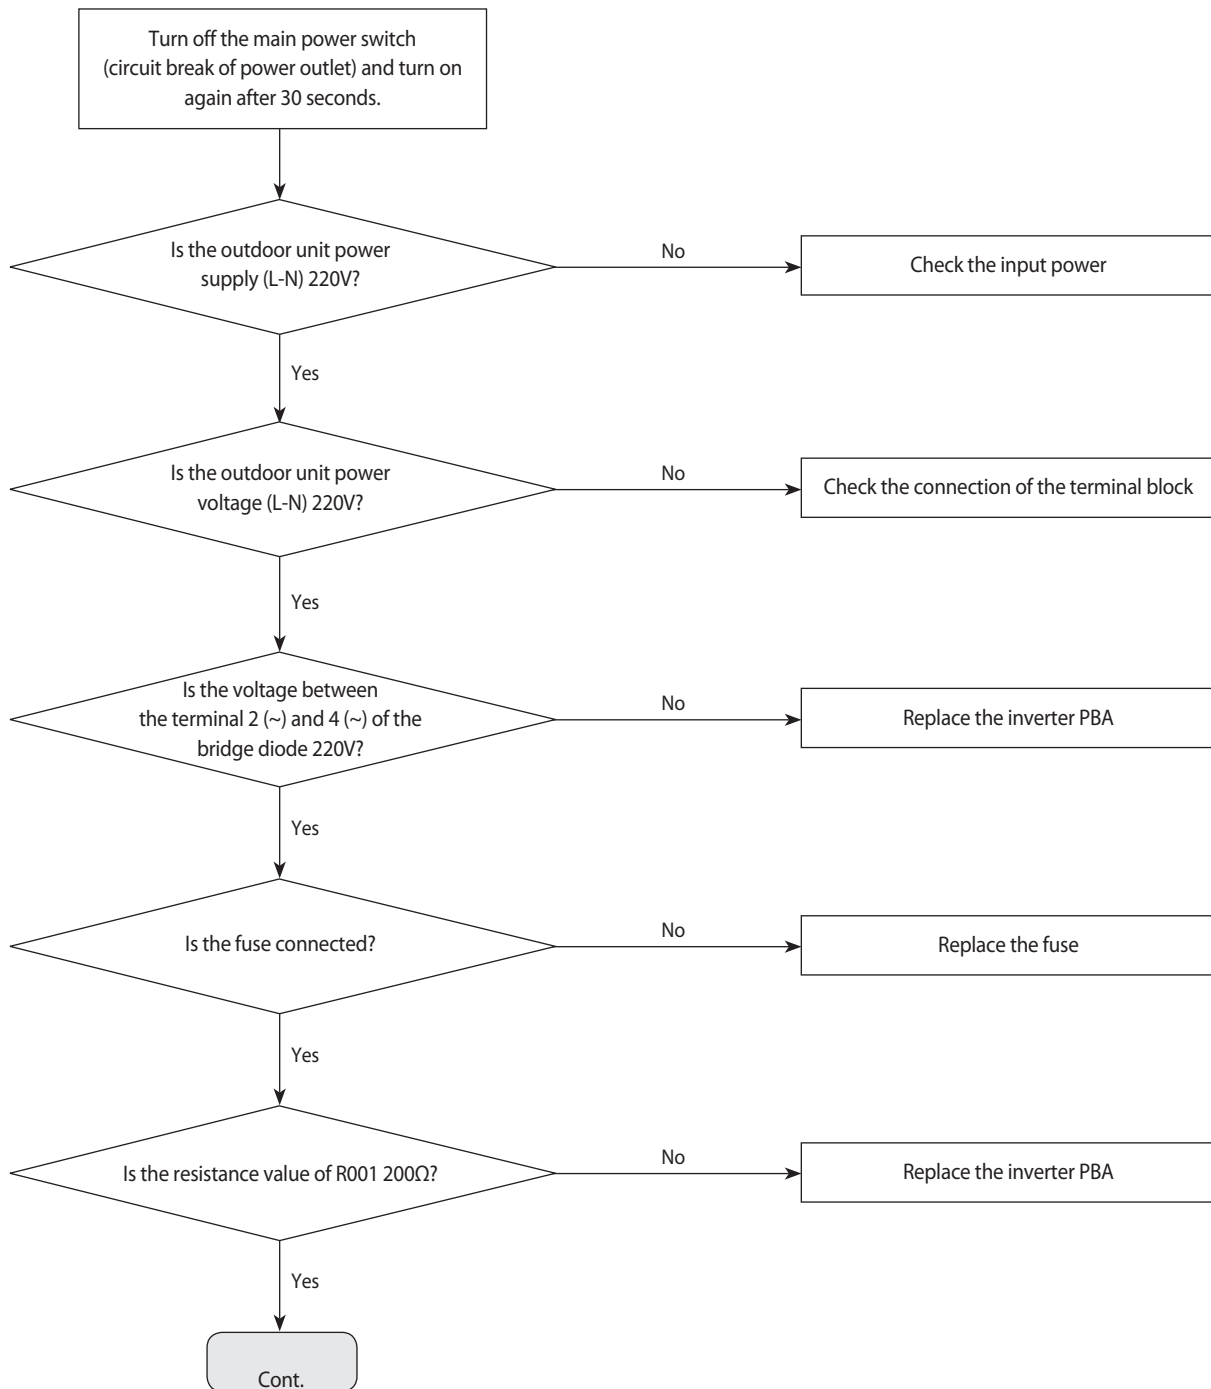 Turn off the main power switch
(circuit break of power outlet) and turn on
again after 30 seconds.
Is the outdoor unit power
supply (L-N) 220V?
No
Check the input power
Yes
Is the outdoor unit power
voltage (L-N) 220V?
No
Check the connection of the terminal block
Yes
Is the voltage between
the terminal 2 (~) and 4 (~) of the
bridge diode 220V?
No
Replace the inverter PBA
Yes
Is the fuse connected?
No
Replace the fuse
Yes
Is the resistance value of R001 200Ω?
No
Replace the inverter PBA
Yes
Cont.